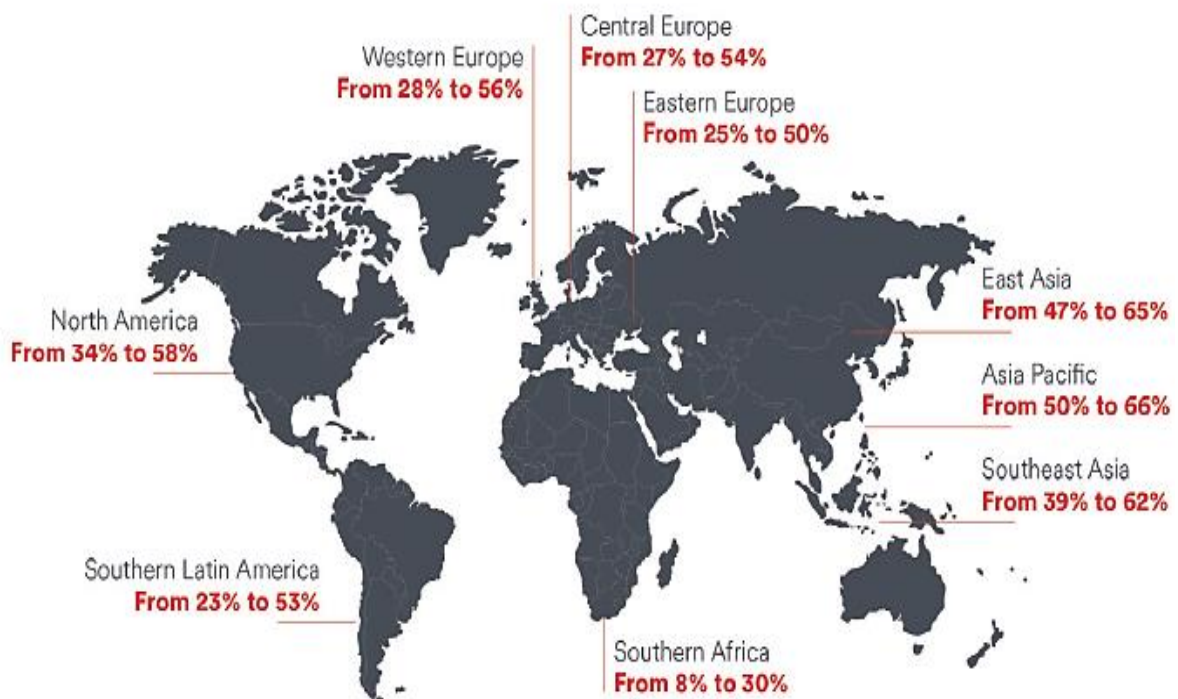 Central Europe
From 27% to 54%
Western Europe
From 28% to 56%
Eastern Europe
From 25% to 50%
East Asia
From 47% to 65%
North America
From 34% to 58%
Asia Pacific
From 50% to 66%
Southeast Asia
From 39% to 62%
Southern Latin America
From 23% to 53%
Southern Africa
From 8% to 30%